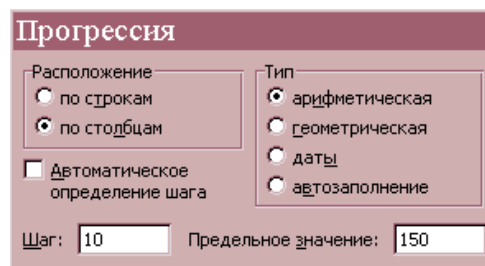 Прогрессия
Расположение
по строкам
по столбцам
Автоматическое
определение шага
Тип
арифметическая
геометрическая
даты
автозаполнение
Шаг: 10 Предельное значение: 150